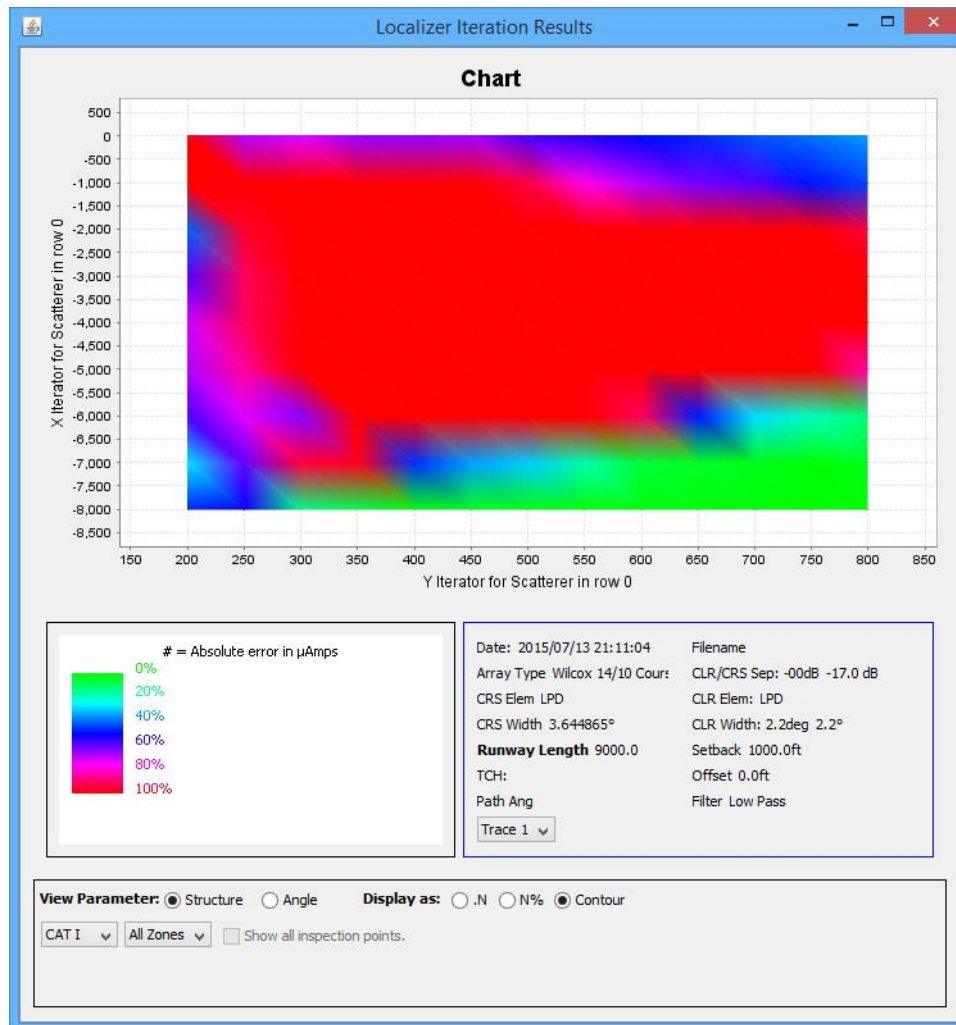 Localizer Iteration Results
Chart
500
0
-500
-1,000
-1,500
-2,000
-2,500
-3,000
-3,500
-4,000
-4,500
-5,000
-5,500
-6,000
-6,500
-7,000
-7,500
-8,000
-8,500
X Iterator for Scatterer in row 0
150 200 250 300 350 400 450 500 550 600 650 700 750 800 850
Y Iterator for Scatterer in row 0
# = Absolute error in µAmps
0%
20%
40%
60%
80%
100%
Date: 2015/07/13 21:11:04 Filename
Array Type Wilcox 14/10 Cours CLR/CRS Sep: -00dB -17.0 dB
CRS Elem LPD CLR Elem: LPD
CRS Width 3.644865° CLR Width: 2.2deg 2.2°
Runway Length 9000.0 Setback 1000.0ft
TCH: Offset 0.0ft
Path Ang Filter Low Pass
Trace 1
View Parameter: Structure Angle Display as: .N N% Contour
CAT I All Zones Show all inspection points.